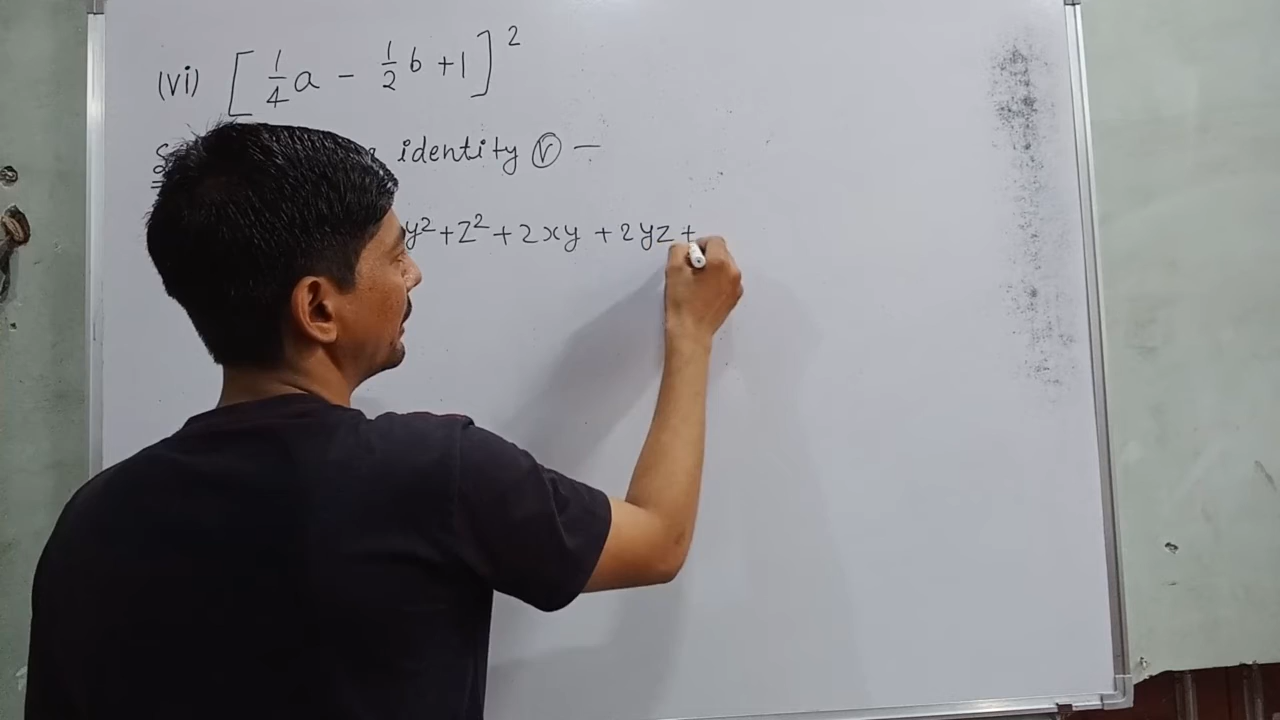 (vi) [1/4 a - 1/2 b + 1]²
identity Ⓥ —
y² + z² + 2xy + 2yz +